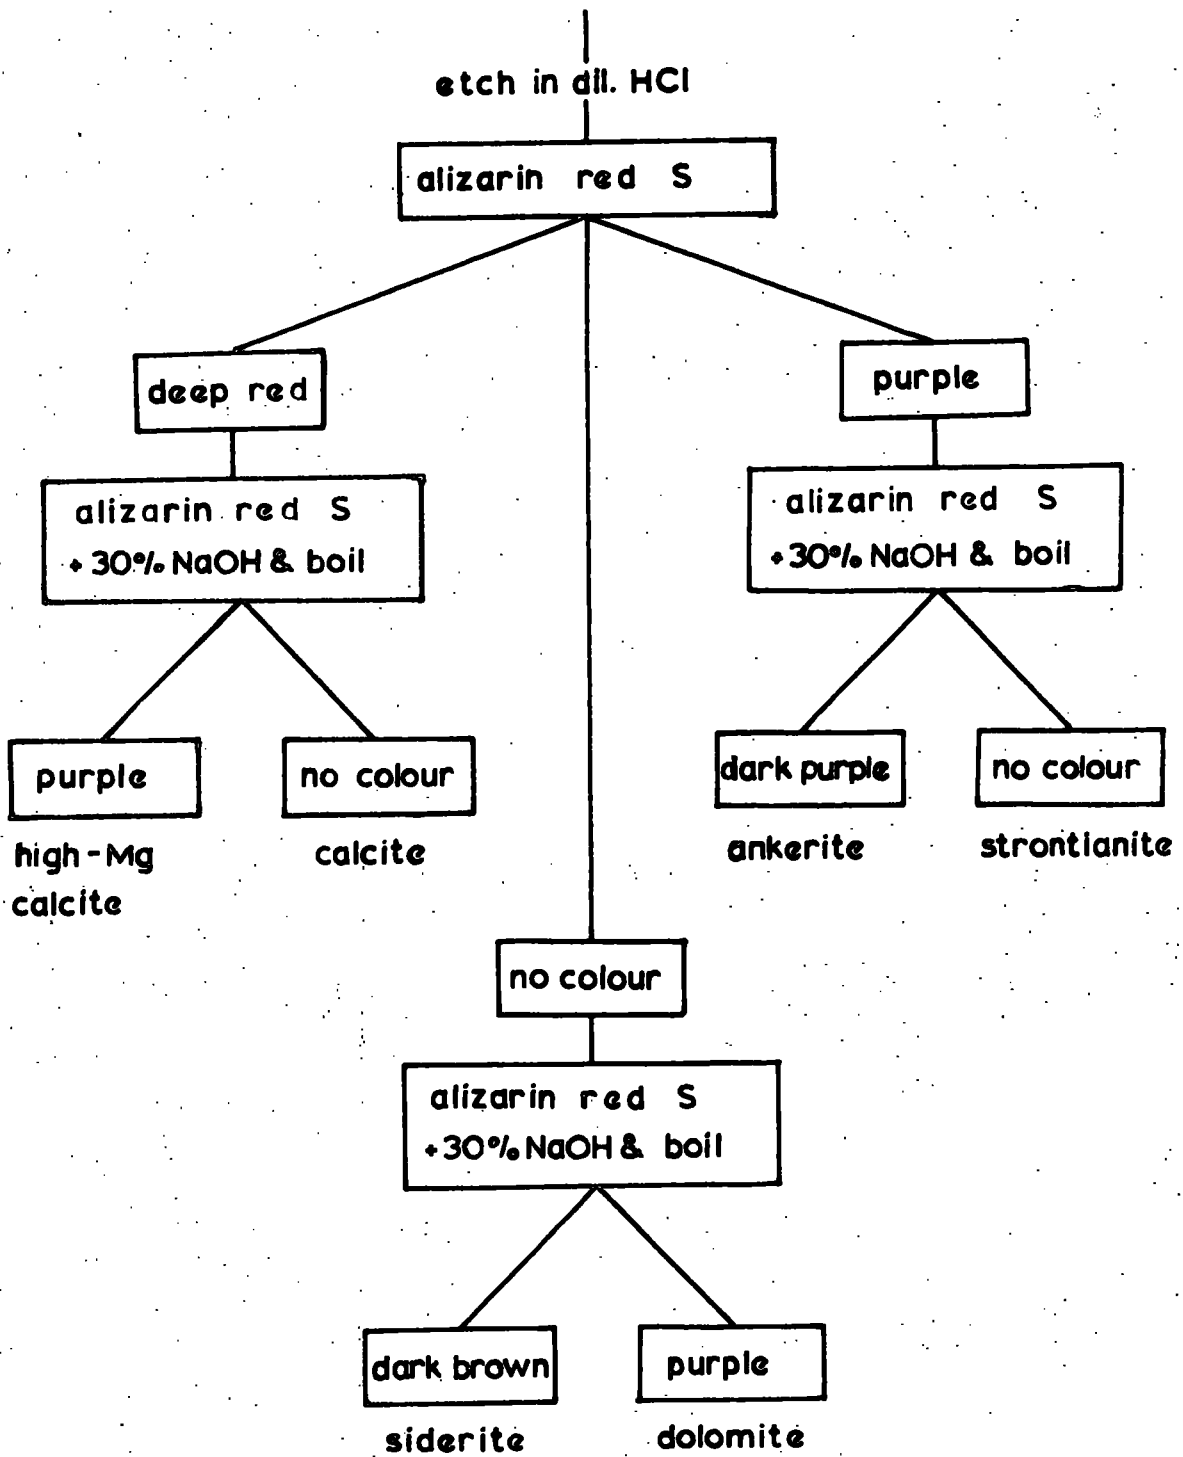 etch in dil. HCl
alizarin red S
deep red
purple
alizarin red S
+30% NaOH & boil
alizarin red S
+30% NaOH & boil
purple
no colour
dark purple
no colour
high-Mg
calcite
calcite
ankerite
strontianite
no colour
alizarin red S
+30% NaOH & boil
dark brown
purple
siderite
dolomite